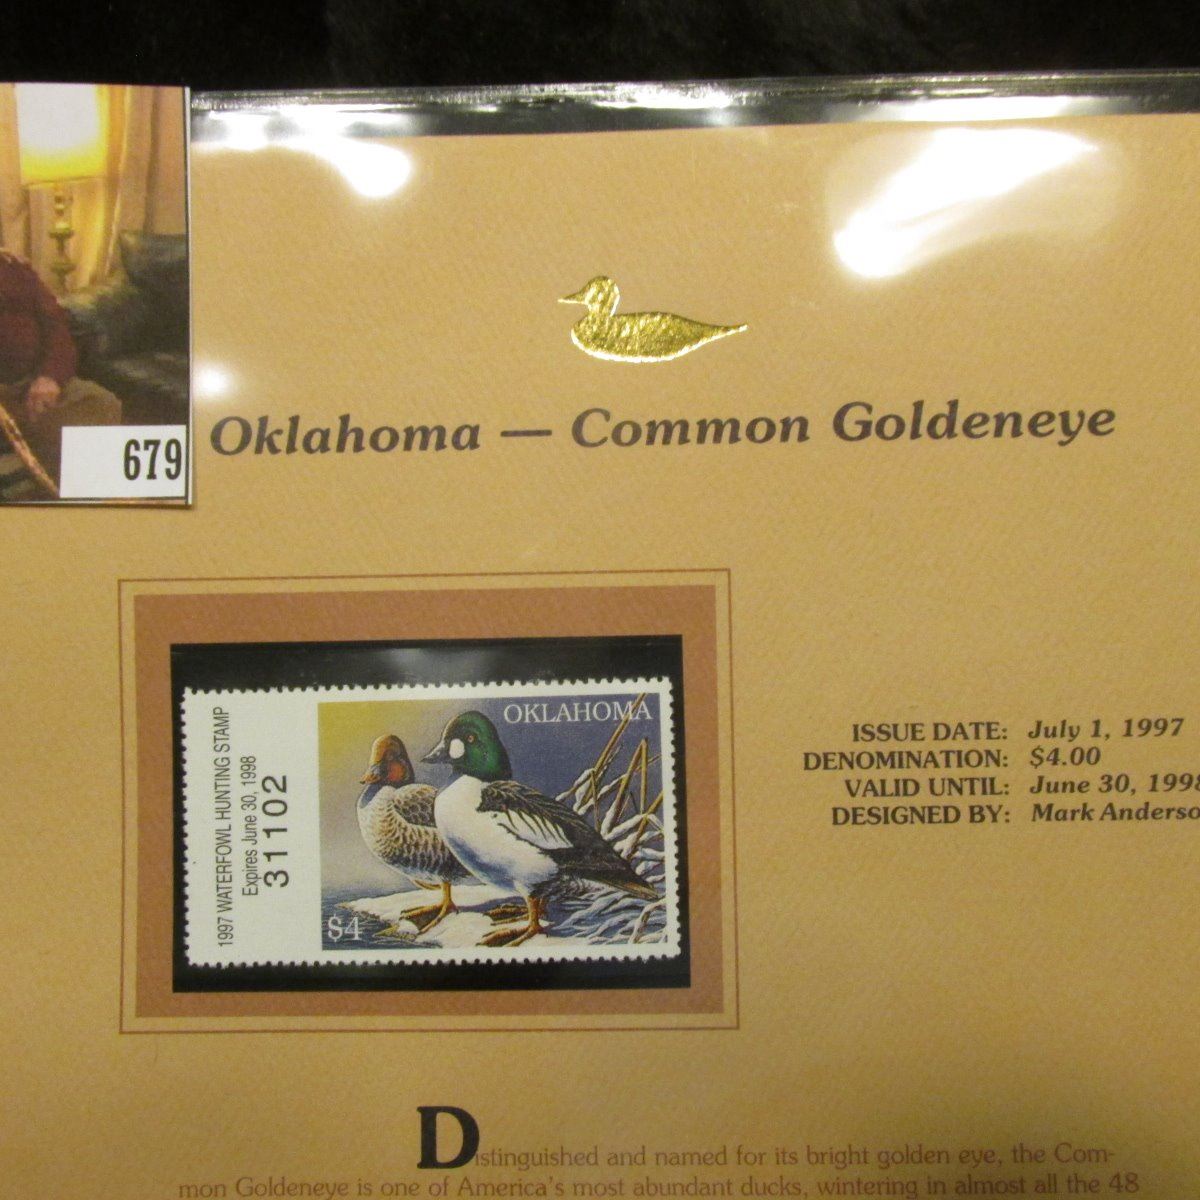 679
Oklahoma — Common Goldeneye
1997 WATERFOWL HUNTING STAMP
Expires June 30, 1998
31102
OKLAHOMA
$4
ISSUE DATE: July 1, 1997
DENOMINATION: $4.00
VALID UNTIL: June 30, 1998
DESIGNED BY: Mark Anderso
Distinguished and named for its bright golden eye, the Com-
mon Goldeneye is one of America's most abundant ducks, wintering in almost all the 48